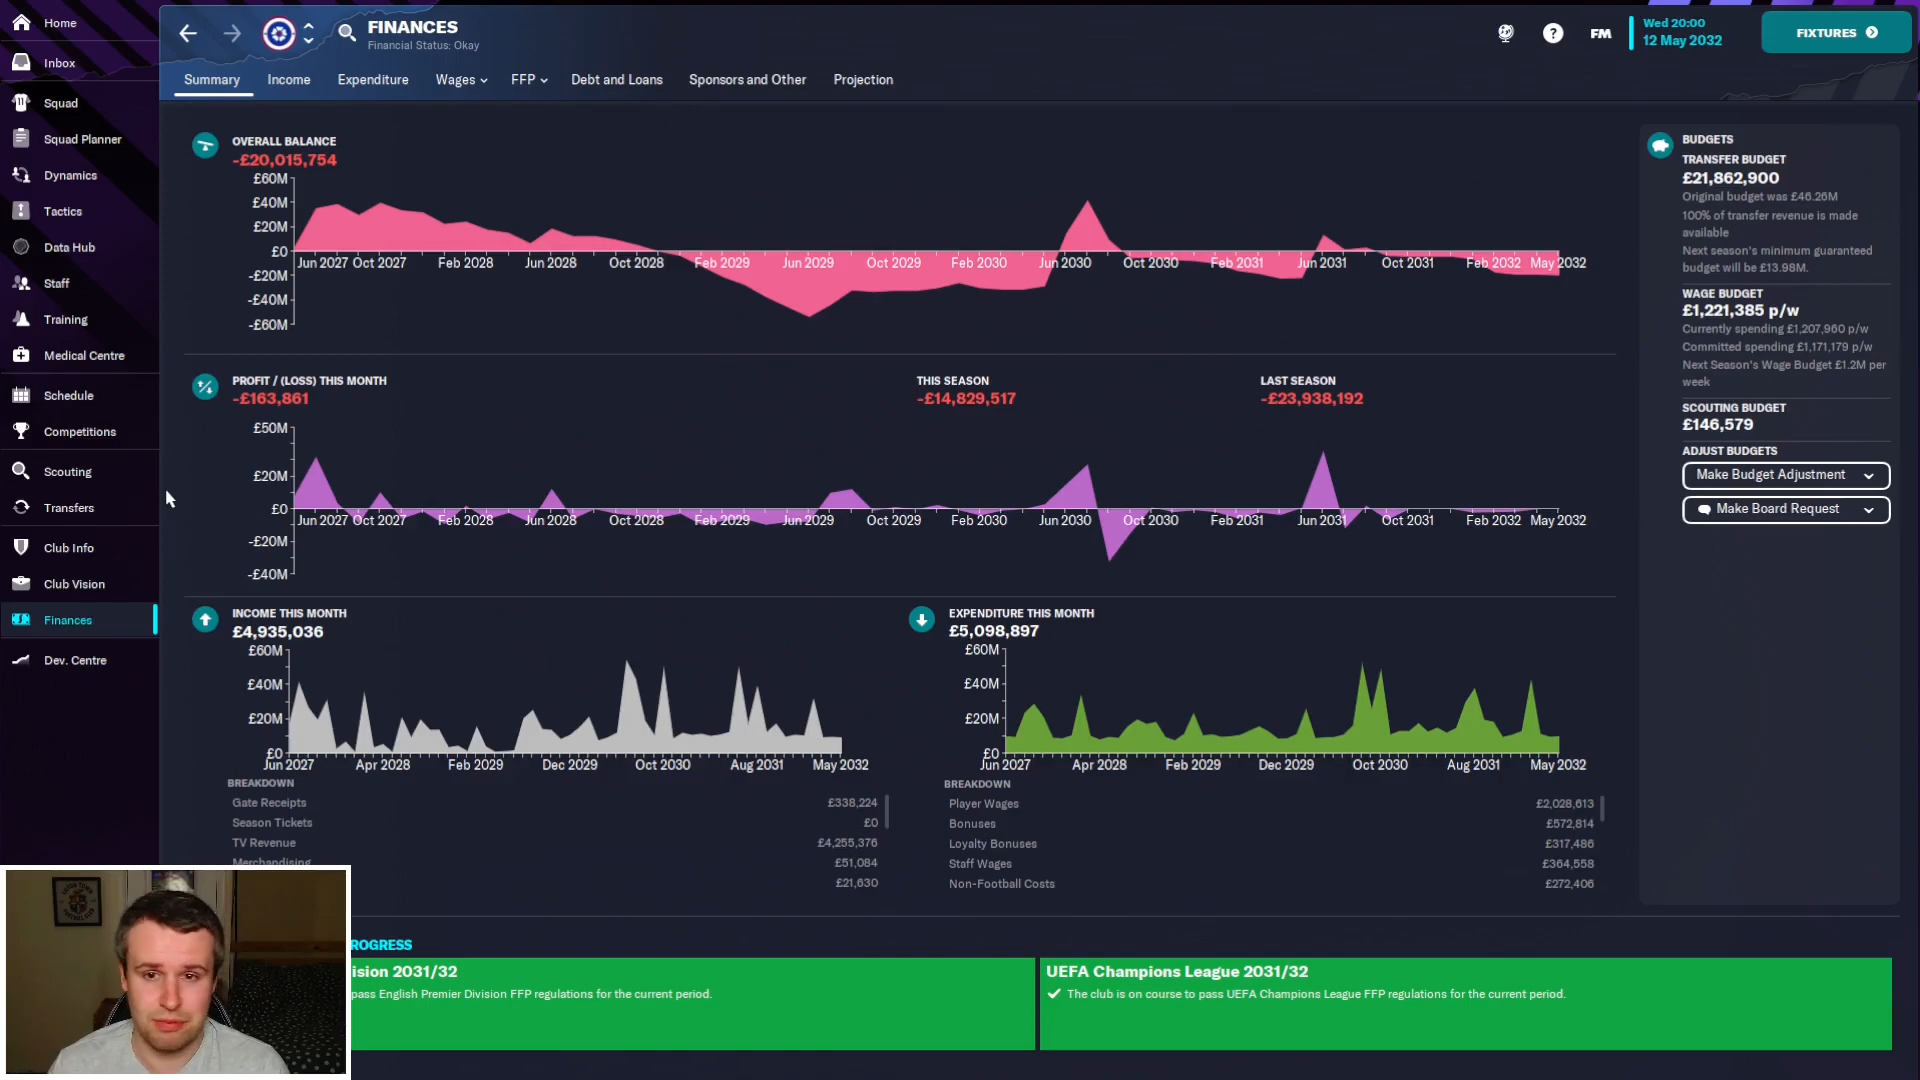 Home
Inbox
Squad
Squad Planner
Dynamics
Tactics
Data Hub
Staff
Training
Medical Centre
Schedule
Competitions
Scouting
Transfers
Club Info
Club Vision
Finances
Dev. Centre
FINANCES
Financial Status: Okay
FM
Wed 20:00
12 May 2032
FIXTURES
Summary
Income
Expenditure
Wages
FFP
Debt and Loans
Sponsors and Other
Projection
OVERALL BALANCE
-£20,015,754
£60M
£40M
£20M
£0
-£20M
-£40M
-£60M
Jun 2027 Oct 2027 Feb 2028 Jun 2028 Oct 2028 Feb 2029 Jun 2029 Oct 2029 Feb 2030 Jun 2030 Oct 2030 Feb 2031 Jun 2031 Oct 2031 Feb 2032 May 2032
PROFIT / (LOSS) THIS MONTH
-£163,861
THIS SEASON
-£14,829,517
LAST SEASON
-£23,938,192
£50M
£20M
£0
-£20M
-£40M
Jun 2027 Oct 2027 Feb 2028 Jun 2028 Oct 2028 Feb 2029 Jun 2029 Oct 2029 Feb 2030 Jun 2030 Oct 2030 Feb 2031 Jun 2031 Oct 2031 Feb 2032 May 2032
INCOME THIS MONTH
£4,935,036
£60M
£40M
£20M
£0
Jun 2027 Apr 2028 Feb 2029 Dec 2029 Oct 2030 Aug 2031 May 2032
BREAKDOWN
Gate Receipts £338,224
Season Tickets £0
TV Revenue £4,255,376
Merchandising £51,084
£21,630
EXPENDITURE THIS MONTH
£5,098,897
£60M
£40M
£20M
£0
Jun 2027 Apr 2028 Feb 2029 Dec 2029 Oct 2030 Aug 2031 May 2032
BREAKDOWN
Player Wages £2,028,613
Bonuses £572,814
Loyalty Bonuses £317,486
Staff Wages £364,558
Non-Football Costs £272,406
BUDGETS
TRANSFER BUDGET
£21,862,900
Original budget was £46.26M
100% of transfer revenue is made
available
Next season's minimum guaranteed
budget will be £13.98M.
WAGE BUDGET
£1,221,385 p/w
Currently spending £1,207,960 p/w
Committed spending £1,171,179 p/w
Next Season's Wage Budget £1.2M per
week
SCOUTING BUDGET
£146,579
ADJUST BUDGETS
Make Budget Adjustment
Make Board Request
ROGRESS
ision 2031/32
pass English Premier Division FFP regulations for the current period.
UEFA Champions League 2031/32
The club is on course to pass UEFA Champions League FFP regulations for the current period.